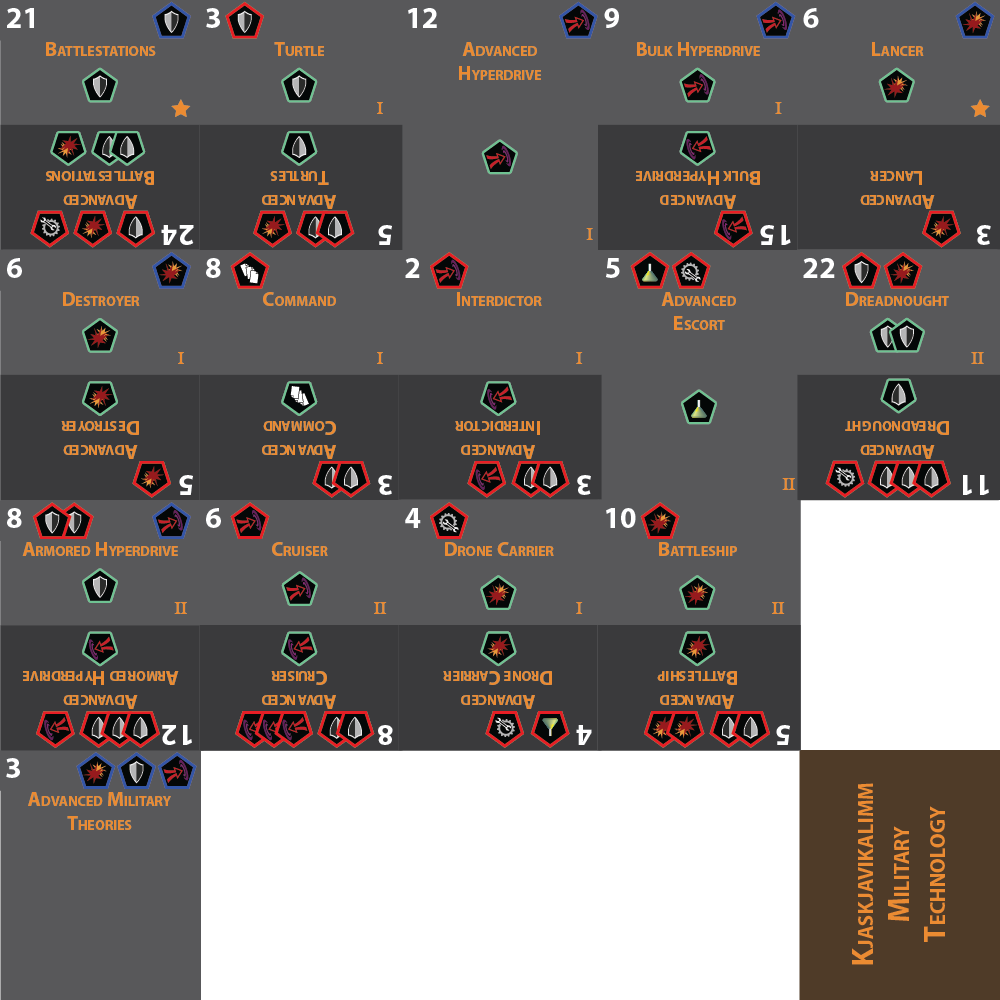 21
Battlestations
24
Advanced
Battlestations
3
Turtle
I
5
Advanced
Turtles
12
Advanced
Hyperdrive
I
9
Bulk Hyperdrive
I
15
Advanced
Bulk Hyperdrive
6
Lancer
3
Advanced
Lancer
6
Destroyer
I
5
Advanced
Destroyer
8
Command
I
3
Advanced
Command
2
Interdictor
I
3
Advanced
Interdictor
5
Advanced
Escort
II
22
Dreadnought
II
11
Advanced
Dreadnought
8
Armored Hyperdrive
II
12
Advanced
Armored Hyperdrive
6
Cruiser
II
8
Advanced
Cruiser
4
Drone Carrier
I
4
Advanced
Drone Carrier
10
Battleship
II
5
Advanced
Battleship
3
Advanced Military
Theories
Kjaskjavikalimm
Military
Technology